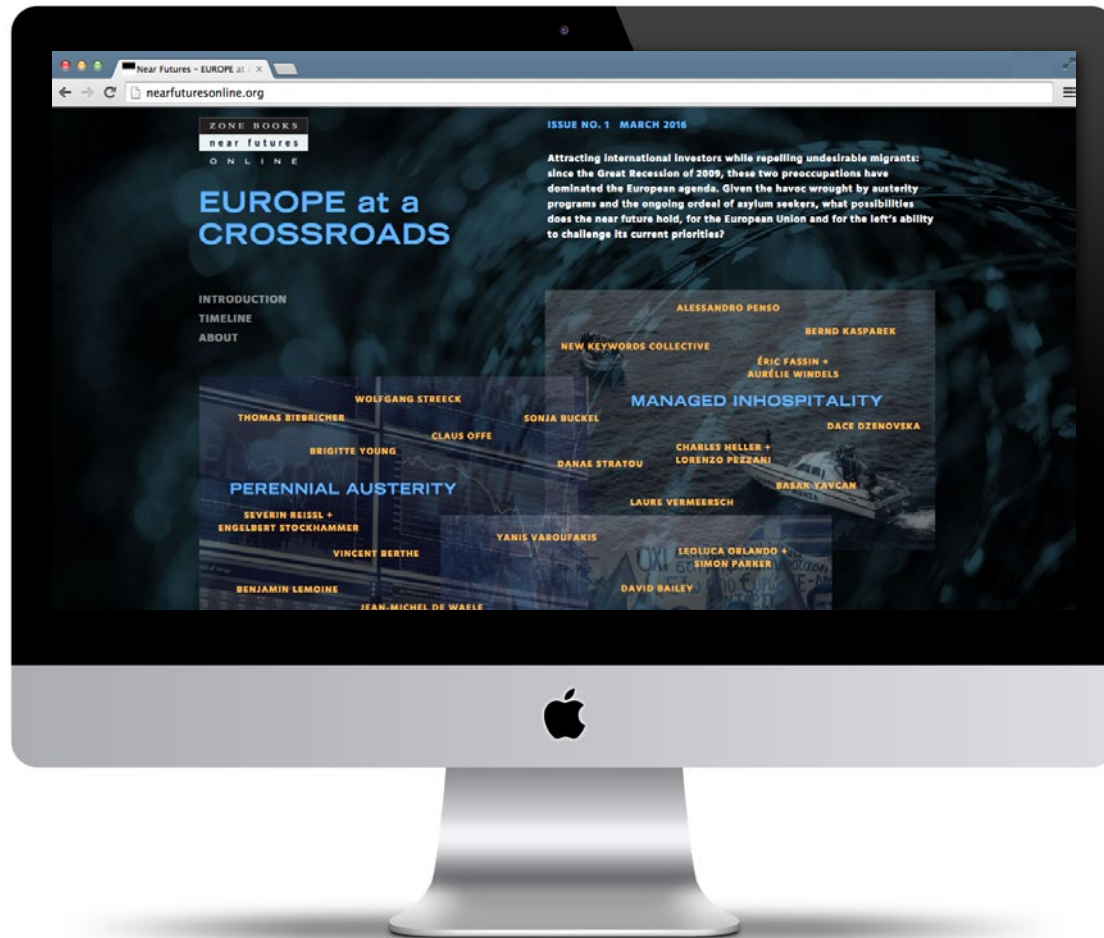 Near Futures – EUROPE at
nearfuturesonline.org
ZONE BOOKS
near futures
ONLINE
EUROPE at a
CROSSROADS
INTRODUCTION
TIMELINE
ABOUT
ISSUE NO. 1 MARCH 2016
Attracting international investors while repelling undesirable migrants:
since the Great Recession of 2009, these two preoccupations have
dominated the European agenda. Given the havoc wrought by austerity
programs and the ongoing ordeal of asylum seekers, what possibilities
does the near future hold, for the European Union and for the left's ability
to challenge its current priorities?
ALESSANDRO PENSO
BERND KASPAREK
NEW KEYWORDS COLLECTIVE
ÉRIC FASSIN +
AURÉLIE WINDELS
MANAGED INHOSPITALITY
SONJA BUCKEL
DACE DZENOVSKA
CHARLES HELLER +
LORENZO PEZZANI
DANAE STRATOU
BASAK YAVCAN
LAURE VERMEERSCH
WOLFGANG STREECK
THOMAS BIEBRICHER
CLAUS OFFE
BRIGITTE YOUNG
PERENNIAL AUSTERITY
SEVERIN REISSL +
ENGELBERT STOCKHAMMER
VINCENT BERTHE
BENJAMIN LEMOINE
JEAN-MICHEL DE WAELE
YANIS VAROUFAKIS
LEOLUCA ORLANDO +
SIMON PARKER
DAVID BAILEY
OXI